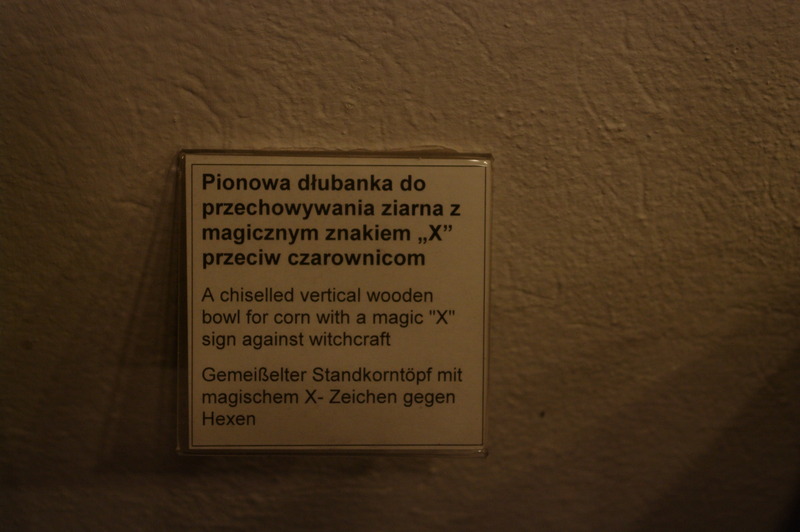 Pionowa dłubanka do
przechowywania ziarna z
magicznym znakiem „X”
przeciw czarownicom
A chiselled vertical wooden
bowl for corn with a magic "X"
sign against witchcraft
Gemeißelter Standkorntöpf mit
magischem X- Zeichen gegen
Hexen